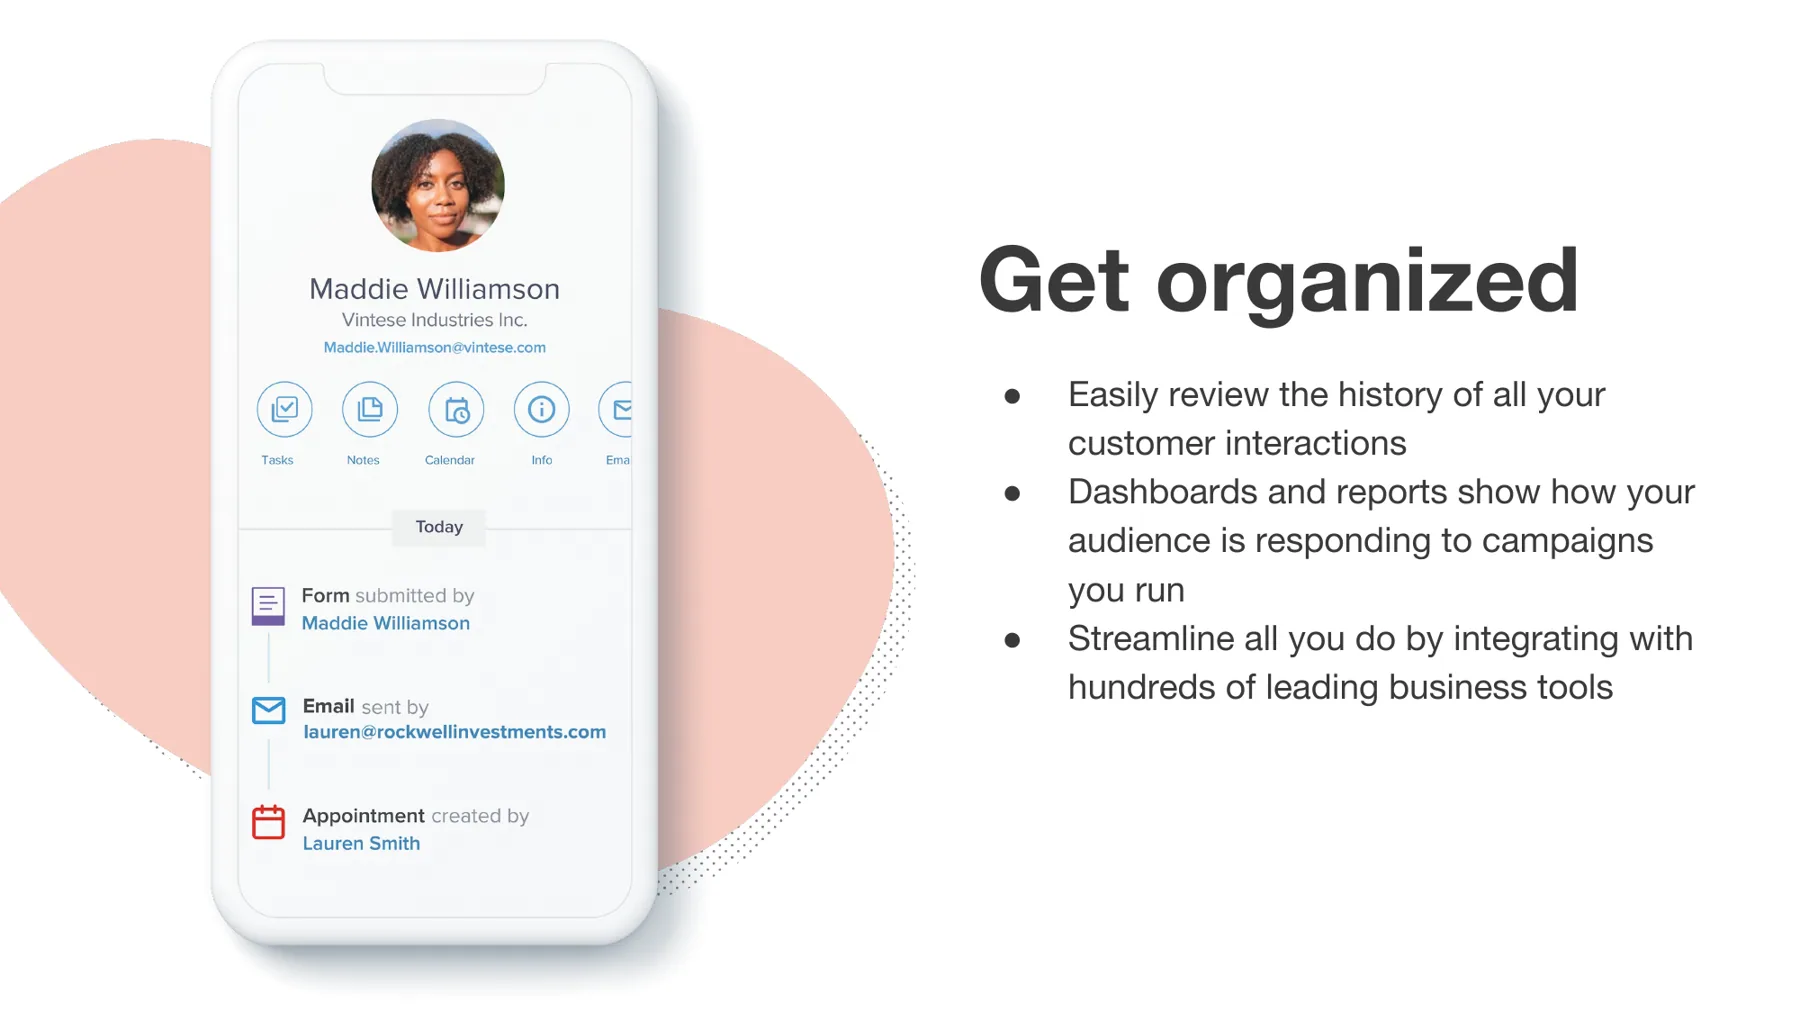 Maddie Williamson
Vintese Industries Inc.
Maddie.Williamson@vintese.com
Tasks Notes Calendar Info Emai
Today
Form submitted by
Maddie Williamson
Email sent by
lauren@rockwellinvestments.com
Appointment created by
Lauren Smith
Get organized
● Easily review the history of all your
customer interactions
● Dashboards and reports show how your
audience is responding to campaigns
you run
● Streamline all you do by integrating with
hundreds of leading business tools